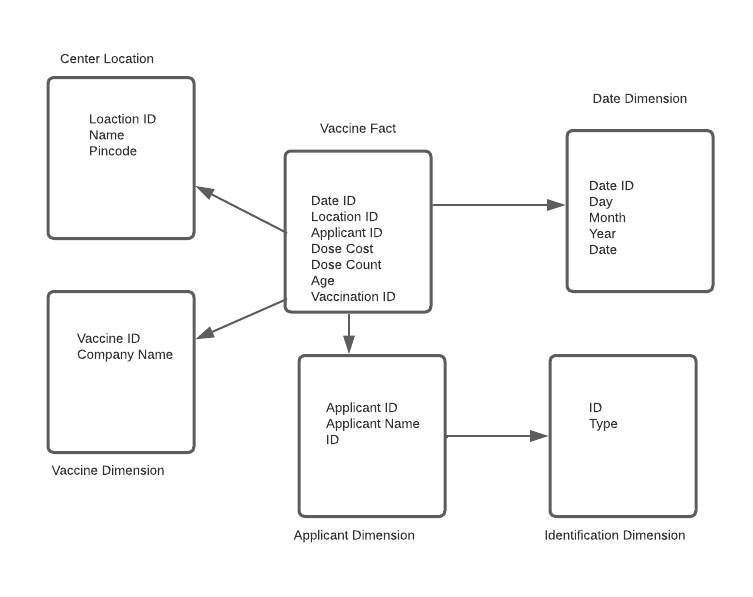 Center Location
Loaction ID
Name
Pincode
Vaccine Fact
Date ID
Location ID
Applicant ID
Dose Cost
Dose Count
Age
Vaccination ID
Date Dimension
Date ID
Day
Month
Year
Date
Vaccine ID
Company Name
Vaccine Dimension
Applicant ID
Applicant Name
ID
Applicant Dimension
ID
Type
Identification Dimension